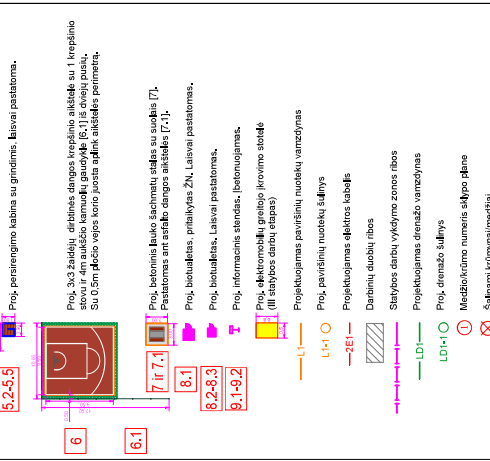 5.2-5.5
Proj. persirengimo kabina su grindimis, laisvai pastatoma.
6
Proj. 3x3 žaidėjų dirbtinės dangos krepšinio aikštelė su 1 krepšinio
stovu ir 4m aukščio kamuolių gaudykle [6.1] iš dviejų pusių.
Su 0,5m pločio vejos korio juosta aplink aikštelės perimetrą.
6.1
7 ir 7.1
Proj. betoninis lauko šachmatų stalas su suolais [7].
Pastatomas ant asfalto dangos aikštelės [7.1].
8.1
Proj. biotualetas, pritaikytas ŽN. Laisvai pastatomas.
8.2-8.3
Proj. biotualetas. Laisvai pastatomas.
9.1-9.2
Proj. informacinis stendas. Įbetonuojamas.
Proj. elektromobilių greitojo įkrovimo stotelė
(III statybos darbų etapas)
L1
Projektuojamas paviršinių nuotekų vamzdynas
L1-1
Proj. paviršinių nuotekų šulinys
2E1
Projektuojamas elektros kabelis
Darbinių duobių ribos
Statybos darbų vykdymo zonos ribos
LD1
Projektuojamas drenažo vamzdynas
LD1-1
Proj. drenažo šulinys
1
Medžio/krūmo numeris sklypo plane
Šalinami krūmynai/medžiai